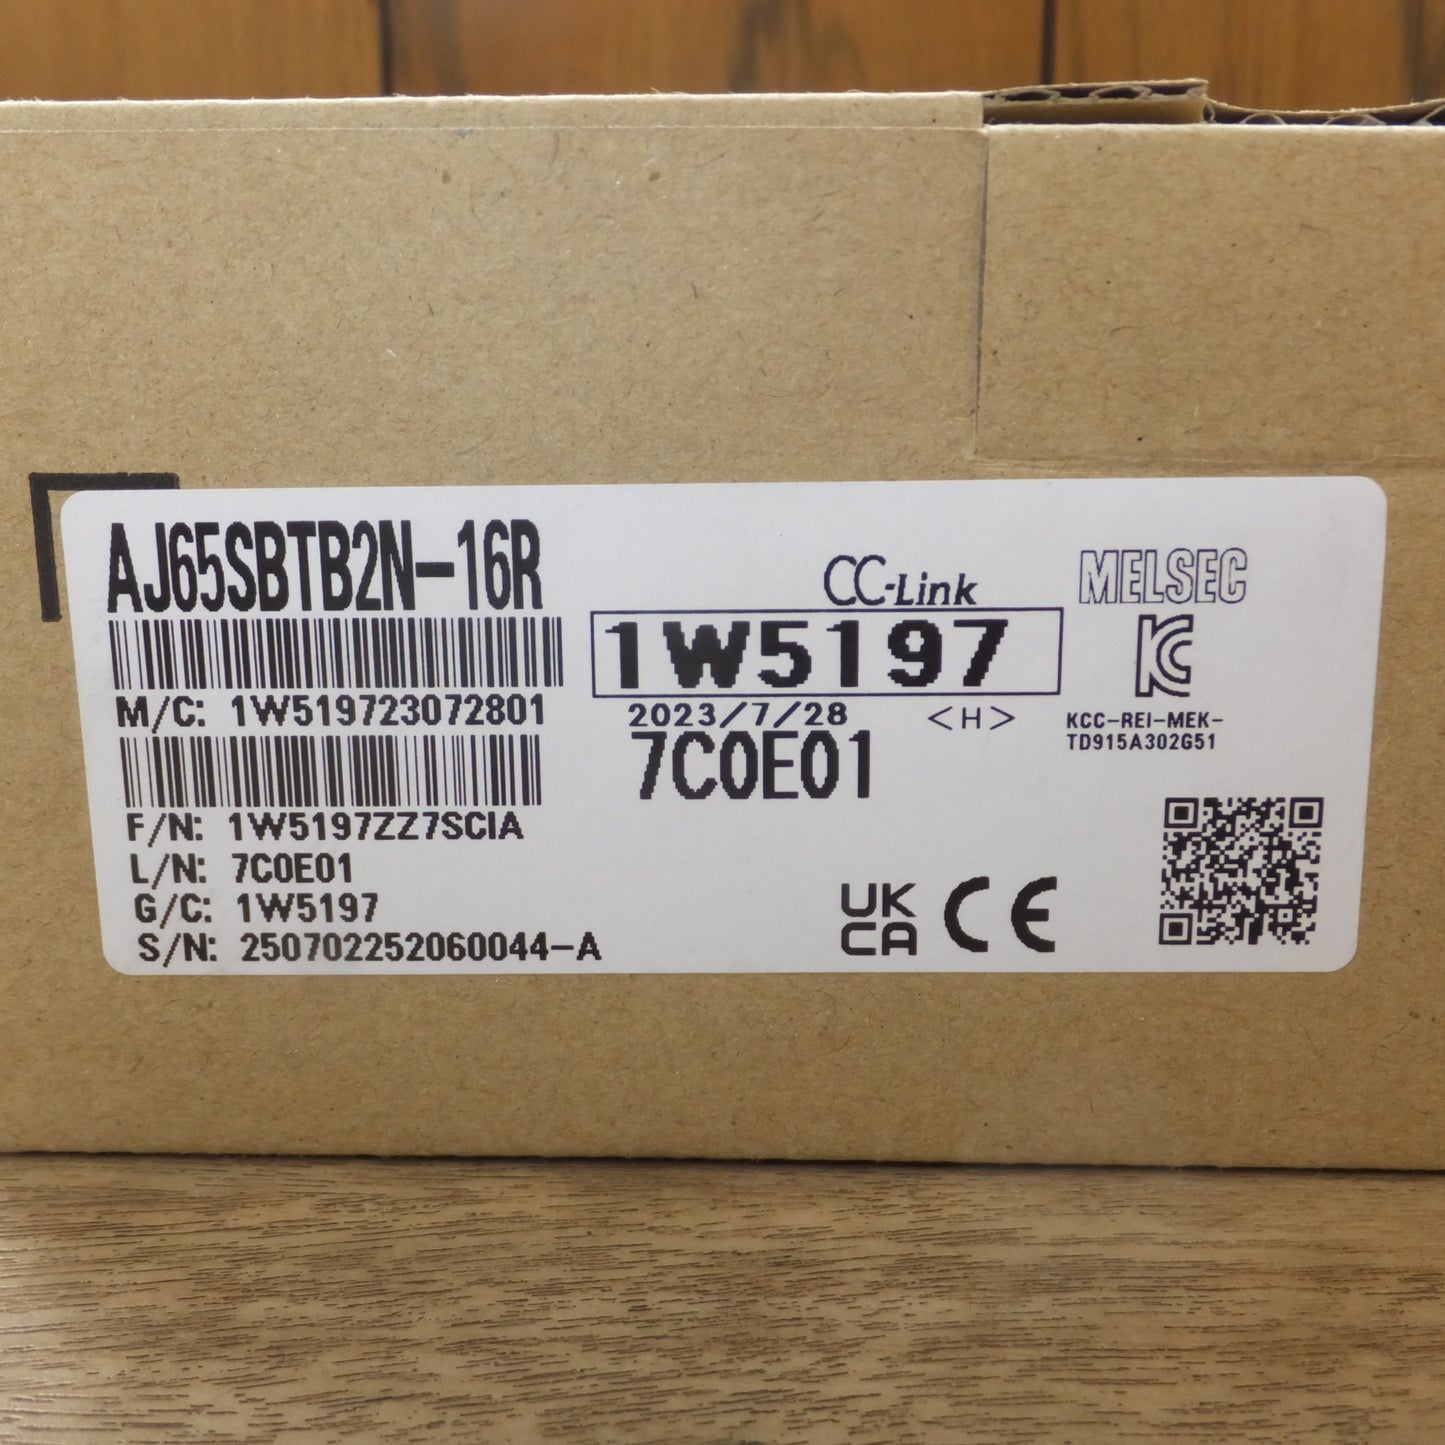 AJ65SBTB2N-16R
M/C: 1W519723072801
F/N: 1W5197ZZ7SCIA
L/N: 7C0E01
G/C: 1W5197
S/N: 250702252060044-A
CC-Link
1W5197
2023/7/28 <H>
7C0E01
MELSEC
KC
KCC-REI-MEK-
TD915A302G51
UK
CA
CE